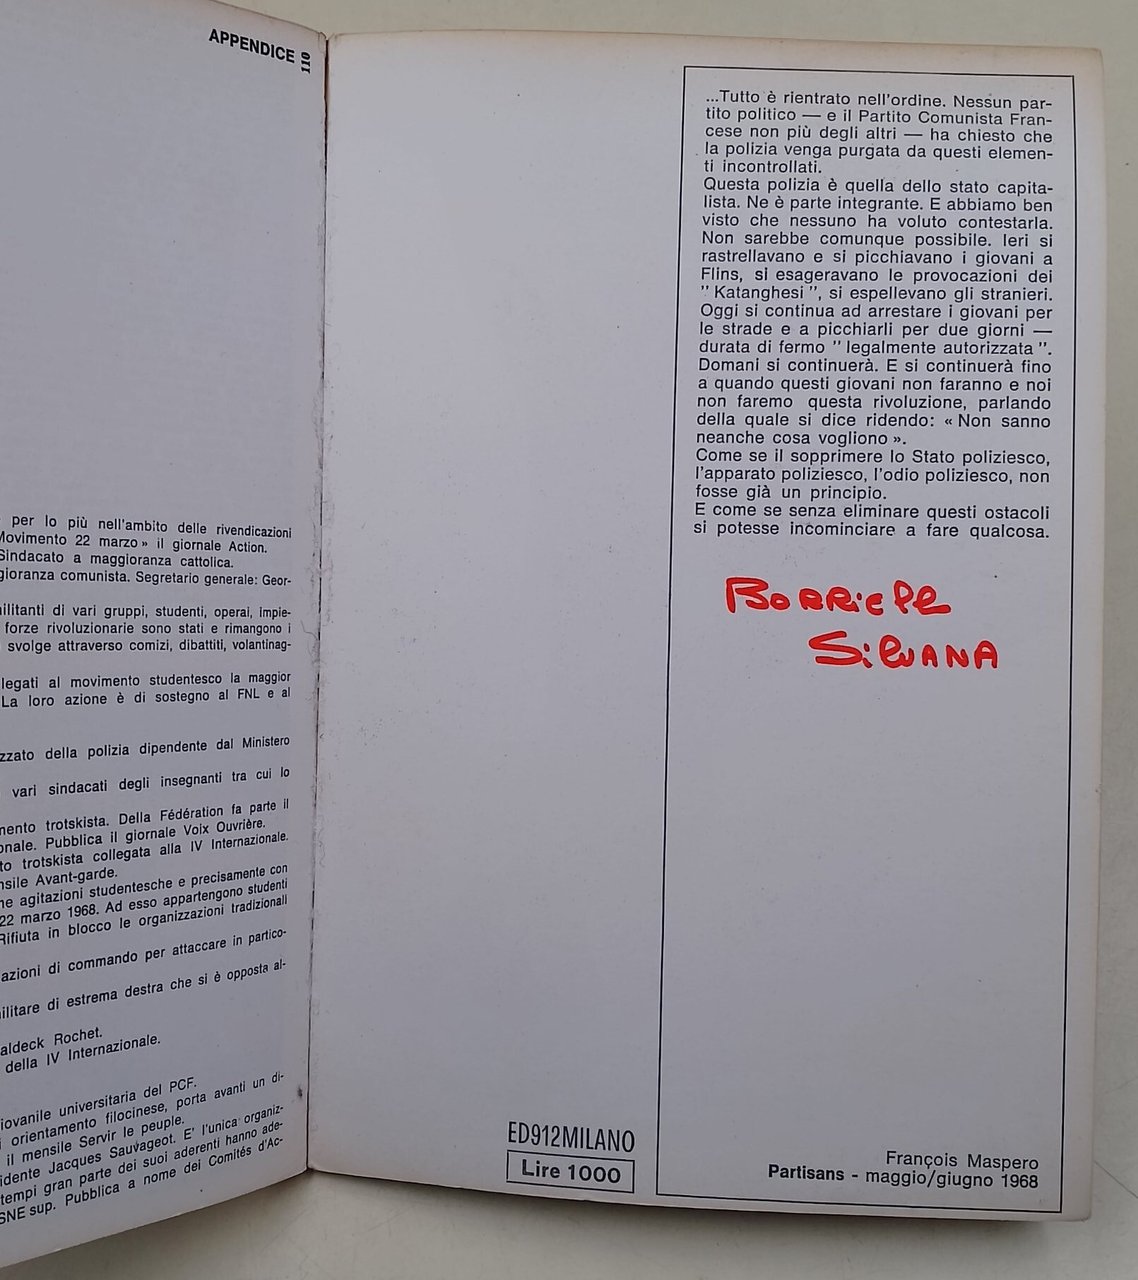 APPENDICE 110
per lo più nell'ambito delle rivendicazioni
Movimento 22 marzo» il giornale Action.
Sindacato a maggioranza cattolica.
gioranza comunista. Segretario generale: Geor-
militanti di vari gruppi, studenti, operai, impie-
forze rivoluzionarie sono stati e rimangono i
svolge attraverso comizi, dibattiti, volantinag-
legati al movimento studentesco la maggior
La loro azione è di sostegno al FNL e al
zzato della polizia dipendente dal Ministero
vari sindacati degli insegnanti tra cui lo
mento trotskista. Della Fédération fa parte il
onale. Pubblica il giornale Voix Ouvrière.
to trotskista collegata alla IV Internazionale.
nsile Avant-garde.
ne agitazioni studentesche e precisamente con
22 marzo 1968. Ad esso appartengono studenti
Rifiuta in blocco le organizzazioni tradizionali
azioni di commando per attaccare in partico-
militare di estrema destra che si è opposta al-
aldeck Rochet.
della IV Internazionale.
iovanile universitaria del PCF.
i orientamento filocinese, porta avanti un di-
il mensile Servir le peuple.
idente Jacques Sauvageot. E' l'unica organiz-
tempi gran parte dei suoi aderenti hanno ade-
SNE sup. Pubblica a nome dei Comités d'Ac-
...Tutto è rientrato nell'ordine. Nessun par-
tito politico — e il Partito Comunista Fran-
cese non più degli altri — ha chiesto che
la polizia venga purgata da questi elemen-
ti incontrollati.
Questa polizia è quella dello stato capita-
lista. Ne è parte integrante. E abbiamo ben
visto che nessuno ha voluto contestarla.
Non sarebbe comunque possibile. Ieri si
rastrellavano e si picchiavano i giovani a
Flins, si esageravano le provocazioni dei
" Katanghesi ", si espellevano gli stranieri.
Oggi si continua ad arrestare i giovani per
le strade e a picchiarli per due giorni —
durata di fermo " legalmente autorizzata ".
Domani si continuerà. E si continuerà fino
a quando questi giovani non faranno e noi
non faremo questa rivoluzione, parlando
della quale si dice ridendo: « Non sanno
neanche cosa vogliono ».
Come se il sopprimere lo Stato poliziesco,
l'apparato poliziesco, l'odio poliziesco, non
fosse già un principio.
E come se senza eliminare questi ostacoli
si potesse incominciare a fare qualcosa.
SilvANA
ED912MILANO
Lire 1000
François Maspero
Partisans - maggio/giugno 1968